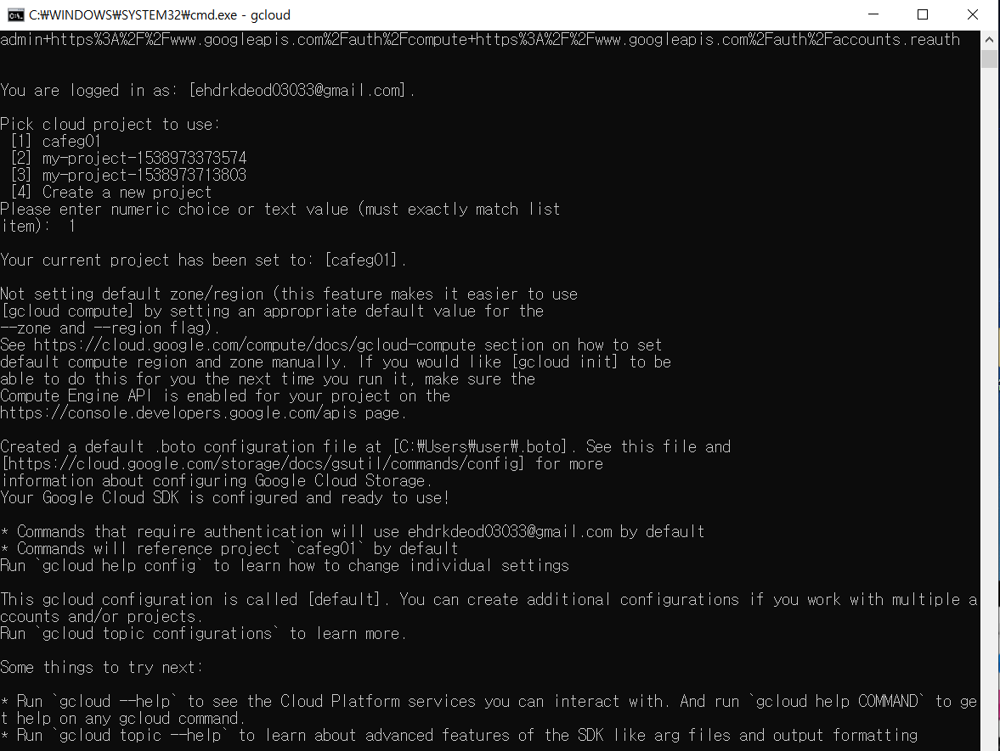 C:₩WINDOWS₩SYSTEM32₩cmd.exe - gcloud
admin+https%3A%2F%2Fwww.googleapis.com%2Fauth%2Fcompute+https%3A%2F%2Fwww.googleapis.com%2Fauth%2Faccounts.reauth
You are logged in as: [ehdrkdeod03033@gmail.com].
Pick cloud project to use:
[1] cafeg01
[2] my-project-1538973373574
[3] my-project-1538973713803
[4] Create a new project
Please enter numeric choice or text value (must exactly match list
item):  1
Your current project has been set to: [cafeg01].
Not setting default zone/region (this feature makes it easier to use
[gcloud compute] by setting an appropriate default value for the
--zone and --region flag).
See https://cloud.google.com/compute/docs/gcloud-compute section on how to set
default compute region and zone manually. If you would like [gcloud init] to be
able to do this for you the next time you run it, make sure the
Compute Engine API is enabled for your project on the
https://console.developers.google.com/apis page.
Created a default .boto configuration file at [C:₩Users₩user₩.boto]. See this file and
[https://cloud.google.com/storage/docs/gsutil/commands/config] for more
information about configuring Google Cloud Storage.
Your Google Cloud SDK is configured and ready to use!
* Commands that require authentication will use ehdrkdeod03033@gmail.com by default
* Commands will reference project `cafeg01` by default
Run `gcloud help config` to learn how to change individual settings
This gcloud configuration is called [default]. You can create additional configurations if you work with multiple a
ccounts and/or projects.
Run `gcloud topic configurations` to learn more.
Some things to try next:
* Run `gcloud --help` to see the Cloud Platform services you can interact with. And run `gcloud help COMMAND` to ge
t help on any gcloud command.
* Run `gcloud topic --help` to learn about advanced features of the SDK like arg files and output formatting